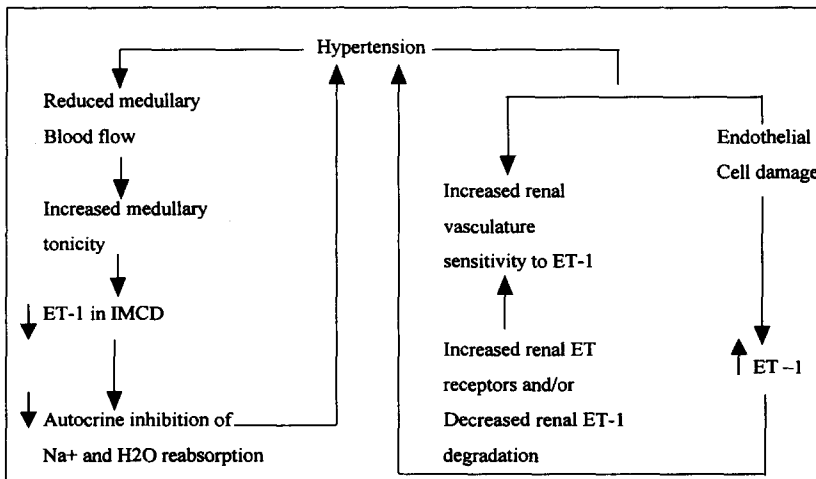 Hypertension
Reduced medullary
Blood flow
Increased medullary
tonicity
ET-1 in IMCD
Autocrine inhibition of
Na+ and H2O reabsorption
Increased renal
vasculature
sensitivity to ET-1
Increased renal ET
receptors and/or
Decreased renal ET-1
degradation
Endothelial
Cell damage
ET –1